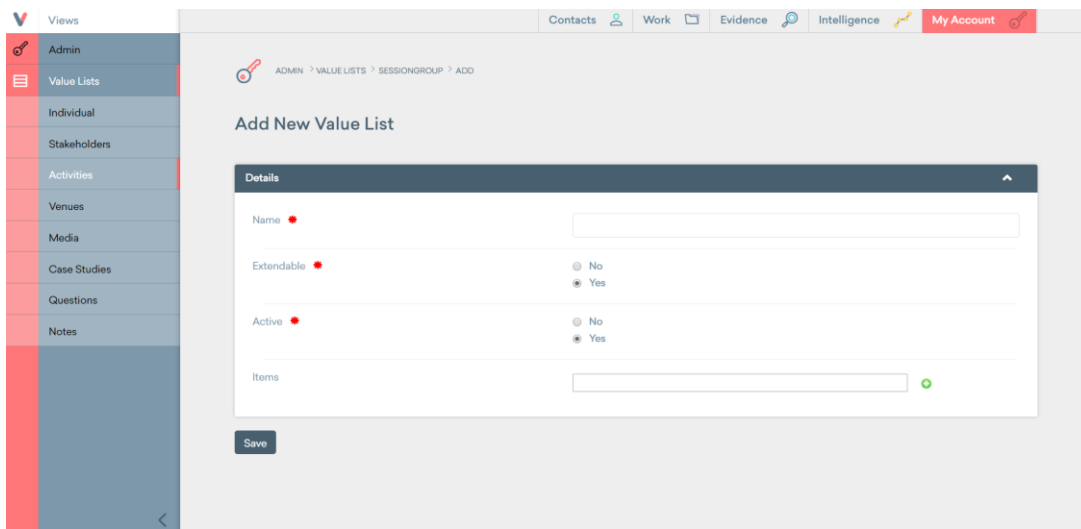 Views
Contacts Work Evidence Intelligence My Account
Admin
Value Lists
Individual
Stakeholders
Activities
Venues
Media
Case Studies
Questions
Notes
ADMIN > VALUE LISTS > SESSIONGROUP > ADD
Add New Value List
Details
Name
Extendable
No
Yes
Active
No
Yes
Items
Save